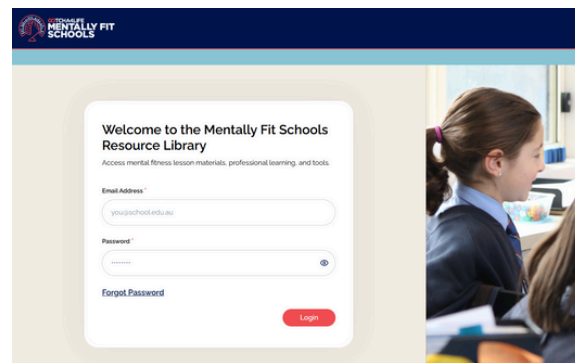 GOTCHA4LIFE
MENTALLY FIT
SCHOOLS
Welcome to the Mentally Fit Schools
Resource Library
Access mental fitness lesson materials, professional learning, and tools.
Email Address *
you@school.edu.au
Password *
········
Forgot Password
Login